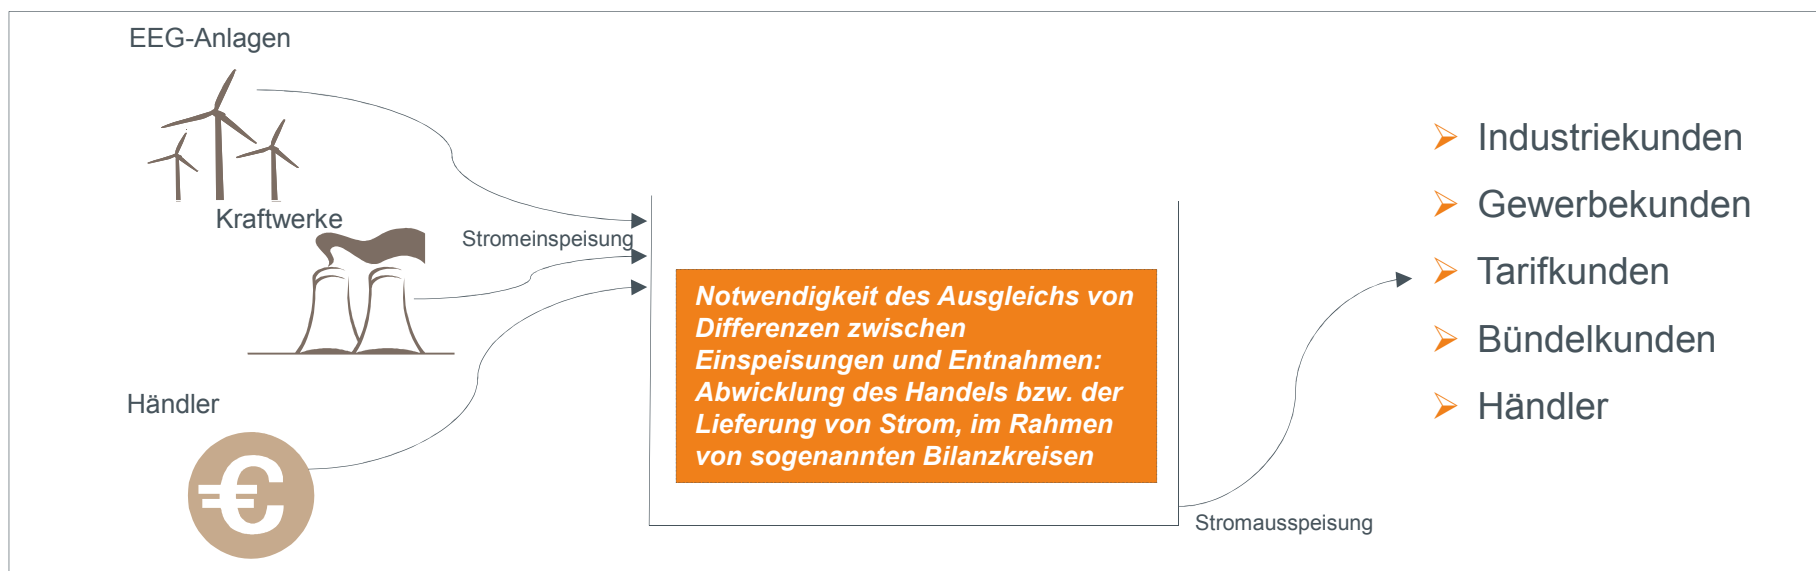 EEG-Anlagen
Kraftwerke
Stromeinspeisung
Händler
Notwendigkeit des Ausgleichs von
Differenzen zwischen
Einspeisungen und Entnahmen:
Abwicklung des Handels bzw. der
Lieferung von Strom, im Rahmen
von sogenannten Bilanzkreisen
Stromausspeisung
Industriekunden
Gewerbekunden
Tarifkunden
Bündelkunden
Händler